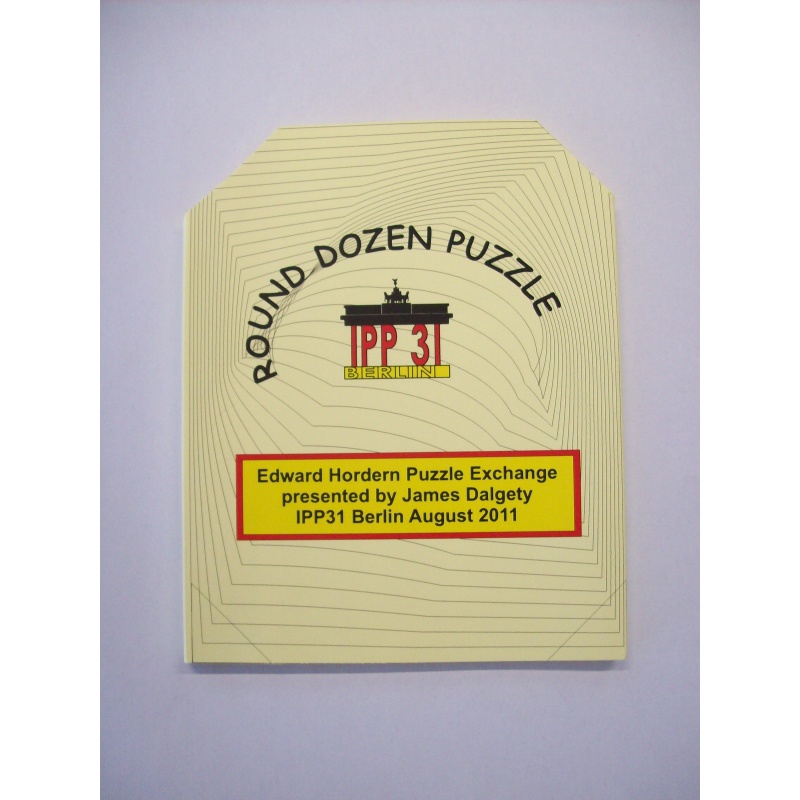 ROUND DOZEN PUZZLE
IPP 31
BERLIN
Edward Hordern Puzzle Exchange
presented by James Dalgety
IPP31 Berlin August 2011